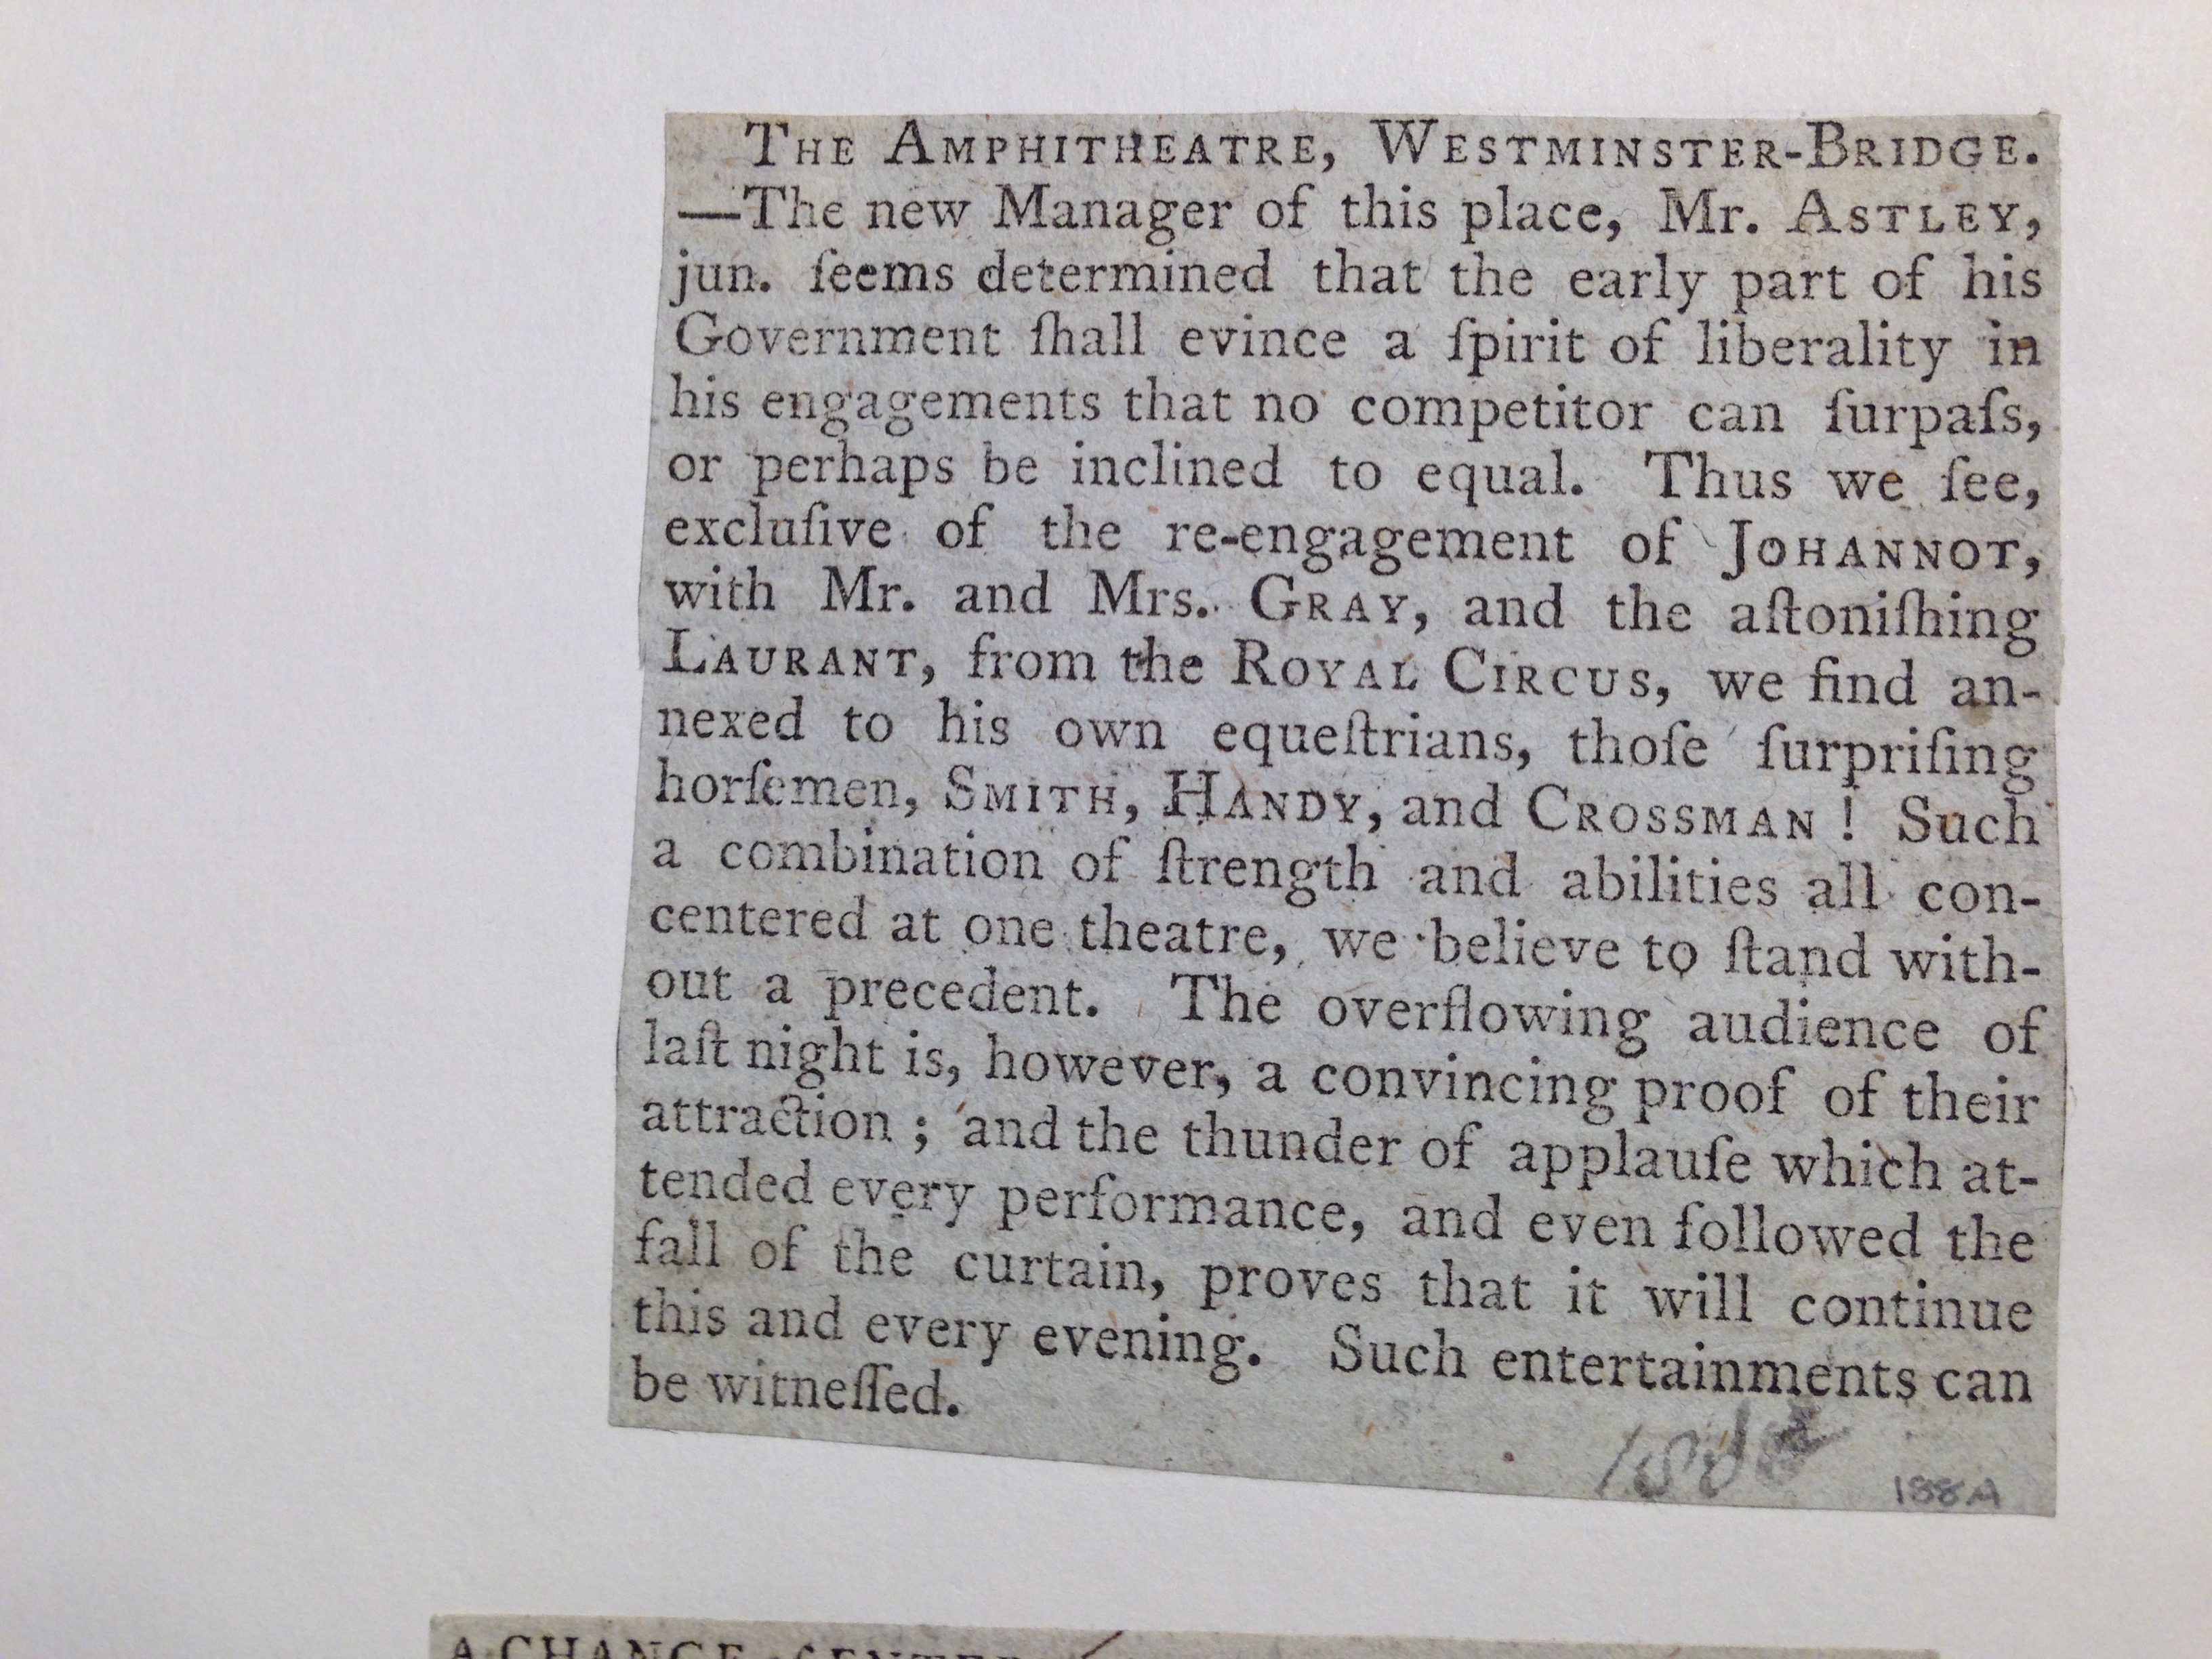 THE AMPHITHEATRE, WESTMINSTER-BRIDGE.
—The new Manager of this place, Mr. ASTLEY,
jun. ſeems determined that the early part of his
Government ſhall evince a ſpirit of liberality in
his engagements that no competitor can ſurpaſs,
or perhaps be inclined to equal. Thus we ſee,
excluſive of the re-engagement of JOHANNOT,
with Mr. and Mrs. GRAY, and the aſtoniſhing
LAURANT, from the ROYAL CIRCUS, we find an-
nexed to his own equeſtrians, thoſe ſurpriſing
horſemen, SMITH, HANDY, and CROSSMAN ! Such
a combination of ſtrength and abilities all con-
centered at one theatre, we believe to ſtand with-
out a precedent. The overflowing audience of
laſt night is, however, a convincing proof of their
attraction ; and the thunder of applauſe which at-
tended every performance, and even followed the
fall of the curtain, proves that it will continue
this and every evening. Such entertainments can
be witneſſed.
188A
A CHANGE